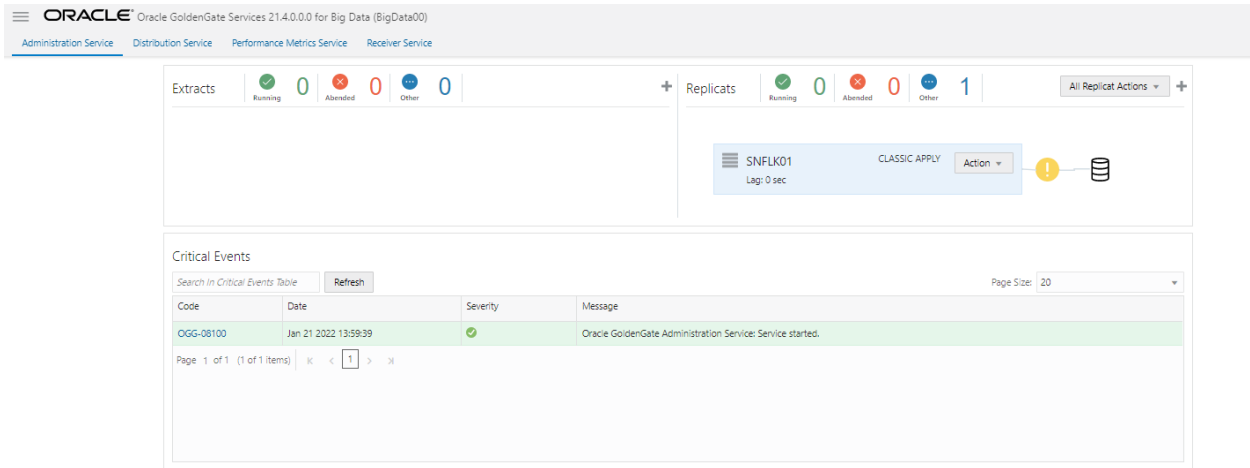 ORACLE® Oracle GoldenGate Services 21.4.0.0.0 for Big Data (BigData00)
Administration Service Distribution Service Performance Metrics Service Receiver Service
Extracts Running 0 Abended 0 Other 0
Replicats Running 0 Abended 0 Other 1 All Replicat Actions
SNFLK01 CLASSIC APPLY Action
Lag: 0 sec
Critical Events
Search In Critical Events Table Refresh Page Size: 20
Code Date Severity Message
OGG-08100 Jan 21 2022 13:59:39 Oracle GoldenGate Administration Service: Service started.
Page 1 of 1 (1 of 1 items) 1